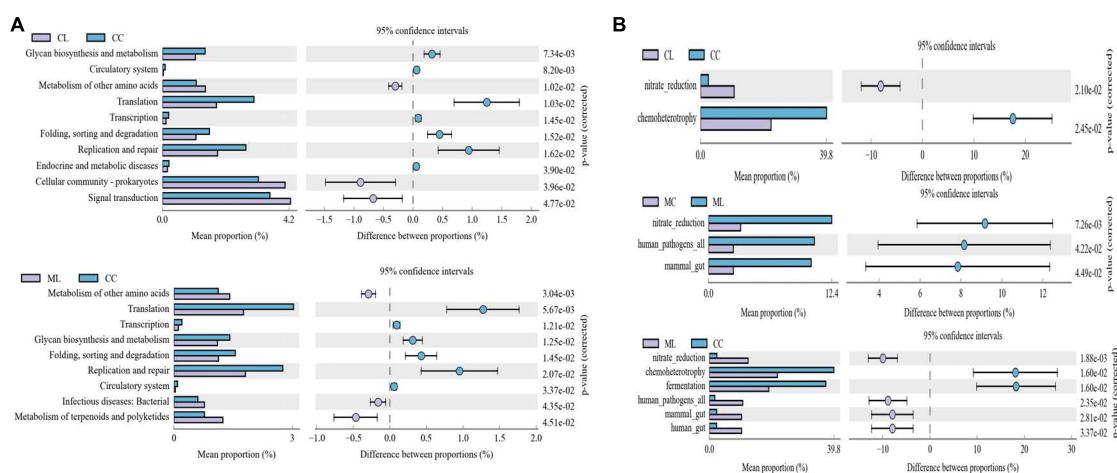 A
CL CC
95% confidence intervals
Glycan biosynthesis and metabolism 7.34e-03
Circulatory system 8.20e-03
Metabolism of other amino acids 1.02e-02
Translation 1.03e-02
Transcription 1.45e-02
Folding, sorting and degradation 1.52e-02
Replication and repair 1.62e-02
Endocrine and metabolic diseases 3.90e-02
Cellular community - prokaryotes 3.96e-02
Signal transduction 4.77e-02
p-value (corrected)
0.0 4.2 −1.5 −1.0 −0.5 0.0 0.5 1.0 1.5 2.0
Mean proportion (%) Difference between proportions (%)
ML CC
95% confidence intervals
Metabolism of other amino acids 3.04e-03
Translation 5.67e-03
Transcription 1.21e-02
Glycan biosynthesis and metabolism 1.25e-02
Folding, sorting and degradation 1.45e-02
Replication and repair 2.07e-02
Circulatory system 3.37e-02
Infectious diseases: Bacterial 4.35e-02
Metabolism of terpenoids and polyketides 4.51e-02
p-value (corrected)
0 3 −1.0 −0.5 0.0 0.5 1.0 1.5 2.0
Mean proportion (%) Difference between proportions (%)
B
CL CC
95% confidence intervals
nitrate_reduction 2.10e-02
chemoheterotrophy 2.45e-02
p-value (corrected)
0.0 39.8 −10 0 10 20
Mean proportion (%) Difference between proportions (%)
MC ML
95% confidence intervals
nitrate_reduction 7.26e-03
human_pathogens_all 4.22e-02
mammal_gut 4.49e-02
p-value (corrected)
0.0 12.4 4 6 8 10 12
Mean proportion (%) Difference between proportions (%)
ML CC
95% confidence intervals
nitrate_reduction 1.88e-03
chemoheterotrophy 1.60e-02
fermentation 1.60e-02
human_pathogens_all 2.35e-02
mammal_gut 2.81e-02
human_gut 3.37e-02
p-value (corrected)
0.0 39.8 −10 0 10 20 30
Mean proportion (%) Difference between proportions (%)